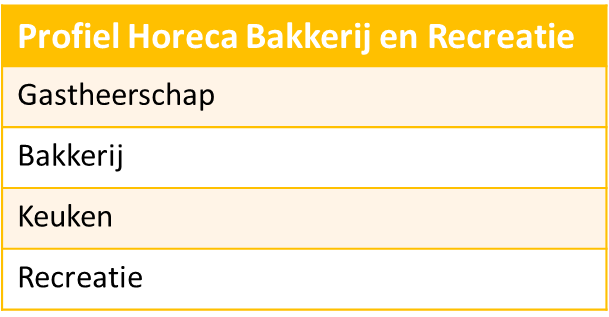 Profiel Horeca Bakkerij en Recreatie
Gastheerschap
Bakkerij
Keuken
Recreatie